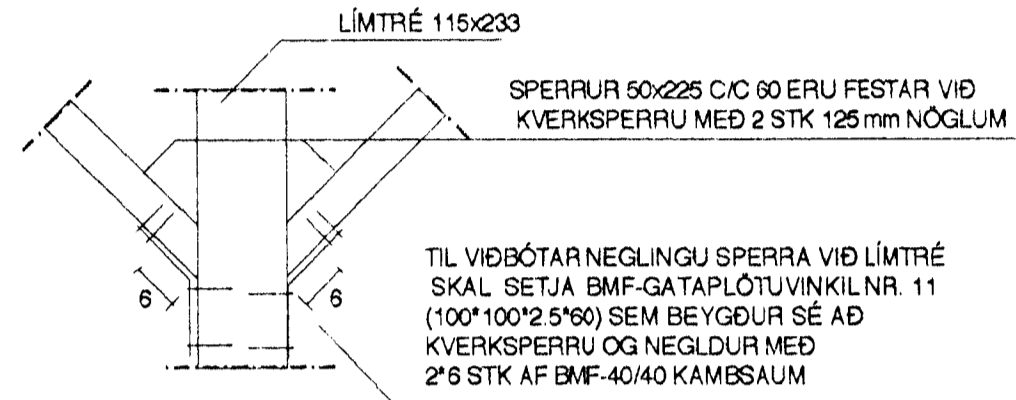 LÍMTRÉ 115x233
SPERRUR 50x225 C/C 60 ERU FESTAR VIÐ
KVERKSPERRU MEÐ 2 STK 125 mm NÖGLUM
TIL VIÐBÓTAR NEGLINGU SPERRA VIÐ LÍMTRÉ
SKAL SETJA BMF-GATAPLÖTUVINKIL NR. 11
(100*100*2.5*60) SEM BEYGÐUR SÉ AÐ
KVERKSPERRU OG NEGLDUR MEÐ
2*6 STK AF BMF-40/40 KAMBSAUM
6
6